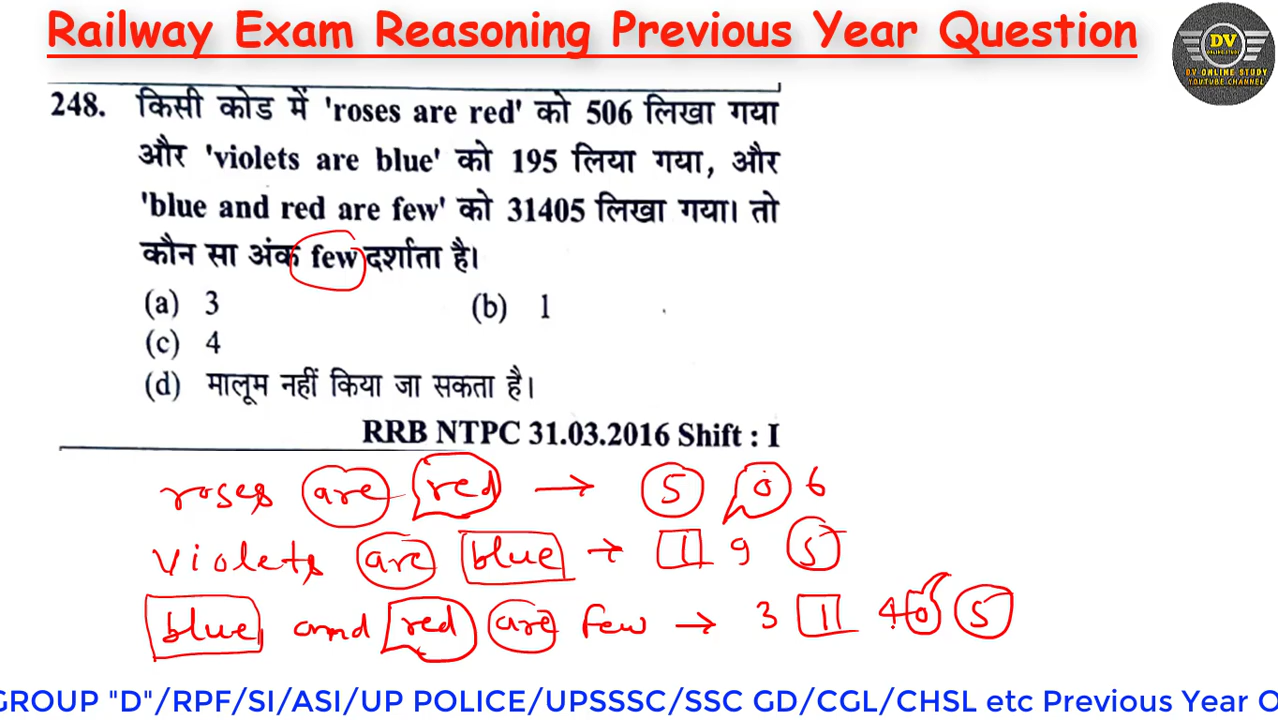 Railway Exam Reasoning Previous Year Question
DV
ONLINE STUDY
DV ONLINE STUDY
YOUTUBE CHANNEL
248. किसी कोड में 'roses are red' को 506 लिखा गया
और 'violets are blue' को 195 लिया गया, और
'blue and red are few' को 31405 लिखा गया। तो
कौन सा अंक few दर्शाता है।
(a) 3 (b) 1
(c) 4
(d) मालूम नहीं किया जा सकता है।
RRB NTPC 31.03.2016 Shift : I
roses are red → 5 0 6
violets are blue → 1 9 5
blue and red are few → 3 1 4 0 5
GROUP "D"/RPF/SI/ASI/UP POLICE/UPSSSC/SSC GD/CGL/CHSL etc Previous Year